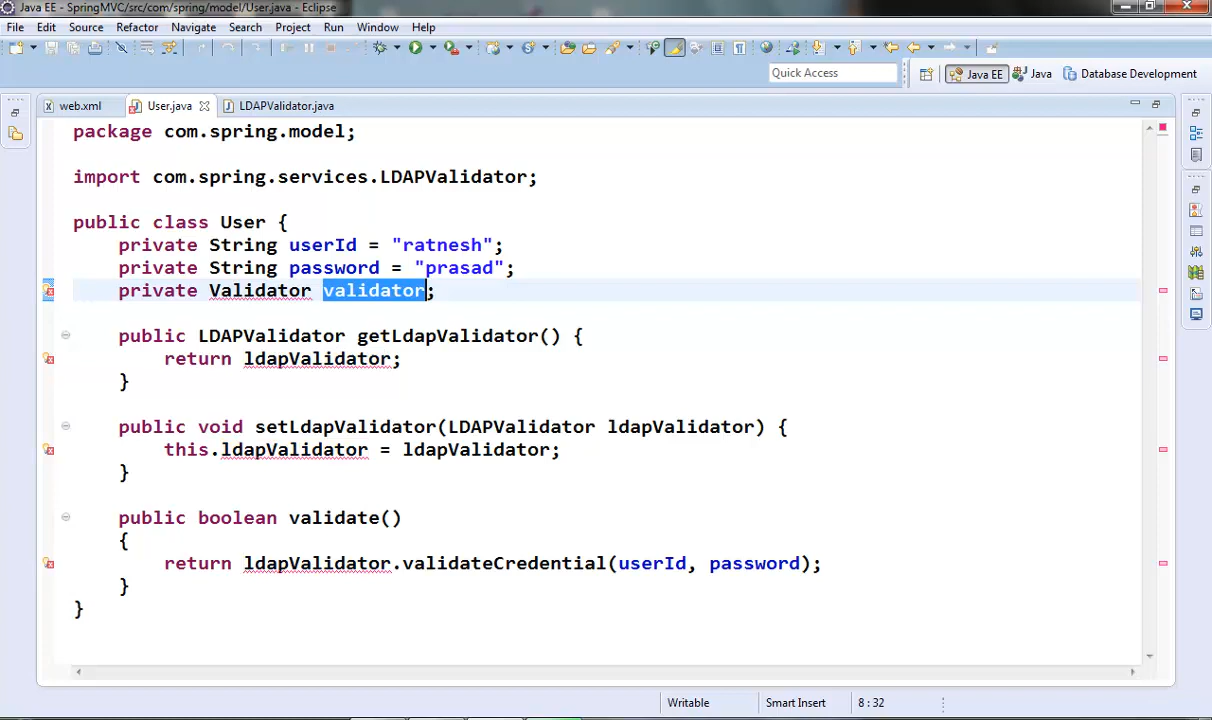 Java EE - SpringMVC/src/com/spring/model/User.java - Eclipse
File Edit Source Refactor Navigate Search Project Run Window Help
Quick Access
Java EE Java Database Development
web.xml User.java LDAPValidator.java
package com.spring.model;
import com.spring.services.LDAPValidator;
public class User {
private String userId = "ratnesh";
private String password = "prasad";
private Validator validator;
public LDAPValidator getLdapValidator() {
return ldapValidator;
}
public void setLdapValidator(LDAPValidator ldapValidator) {
this.ldapValidator = ldapValidator;
}
public boolean validate()
{
return ldapValidator.validateCredential(userId, password);
}
}
Writable Smart Insert 8 : 32